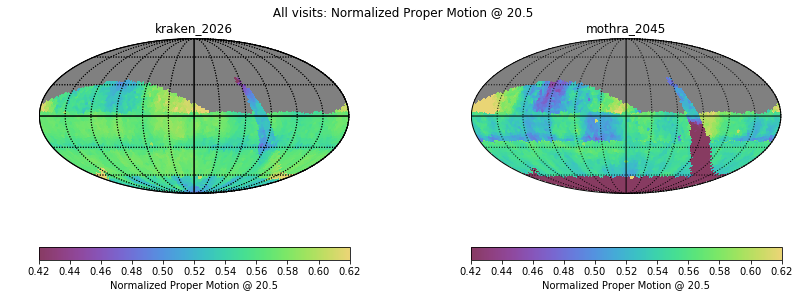 All visits: Normalized Proper Motion @ 20.5
kraken_2026
mothra_2045
0.42 0.44 0.46 0.48 0.50 0.52 0.54 0.56 0.58 0.60 0.62
Normalized Proper Motion @ 20.5
0.42 0.44 0.46 0.48 0.50 0.52 0.54 0.56 0.58 0.60 0.62
Normalized Proper Motion @ 20.5